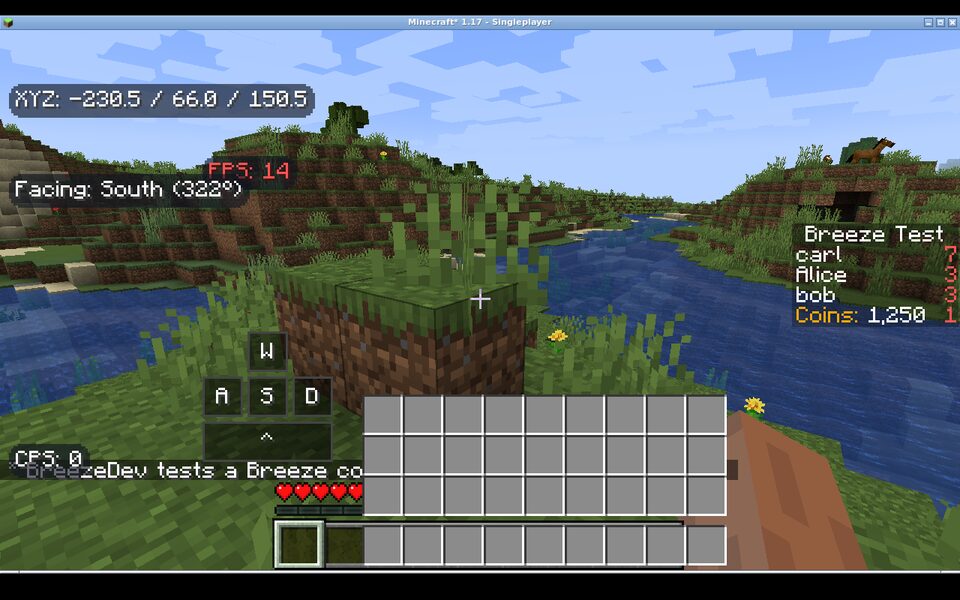 Minecraft* 1.17 - Singleplayer
XYZ: -230.5 / 66.0 / 150.5
FPS: 14
Facing: South (322°)
Breeze Test
carl 7
Alice 3
bob 3
Coins: 1,250 1
W
A S D
^
CPS: 0
BreezeDev tests a Breeze co